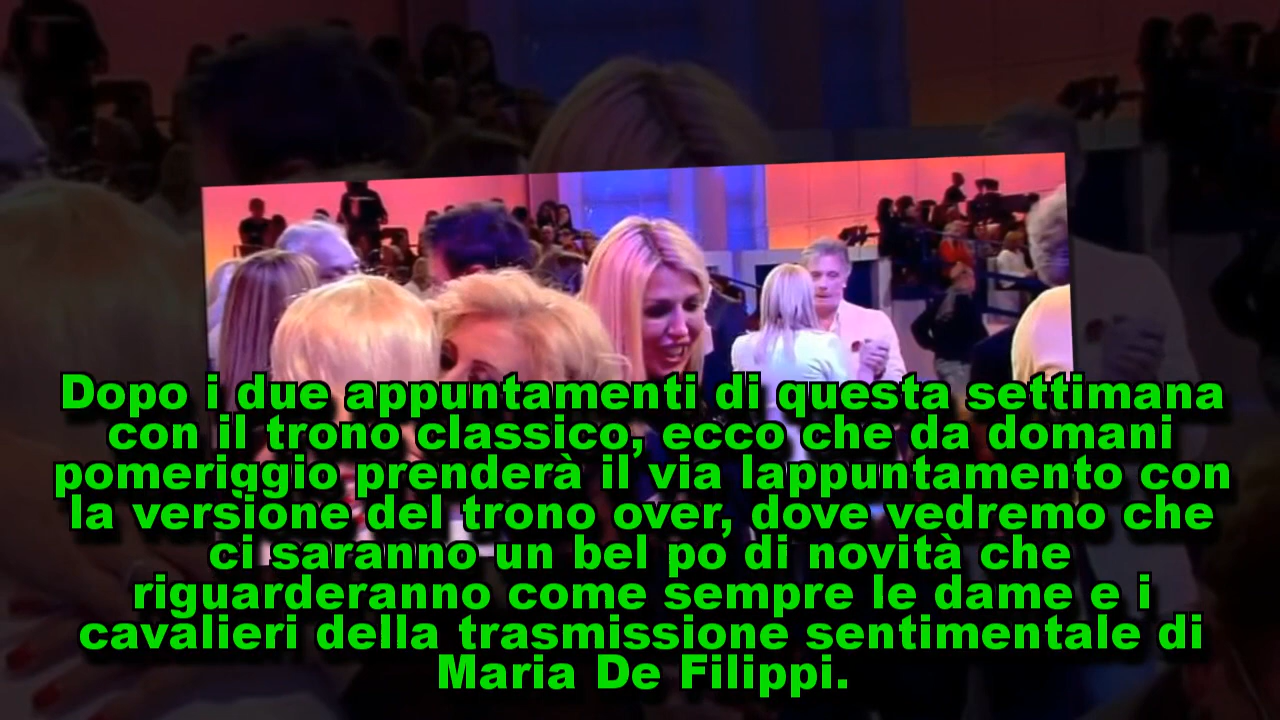 Dopo i due appuntamenti di questa settimana
con il trono classico, ecco che da domani
pomeriggio prenderà il via lappuntamento con
la versione del trono over, dove vedremo che
ci saranno un bel po di novità che
riguarderanno come sempre le dame e i
cavalieri della trasmissione sentimentale di
Maria De Filippi.